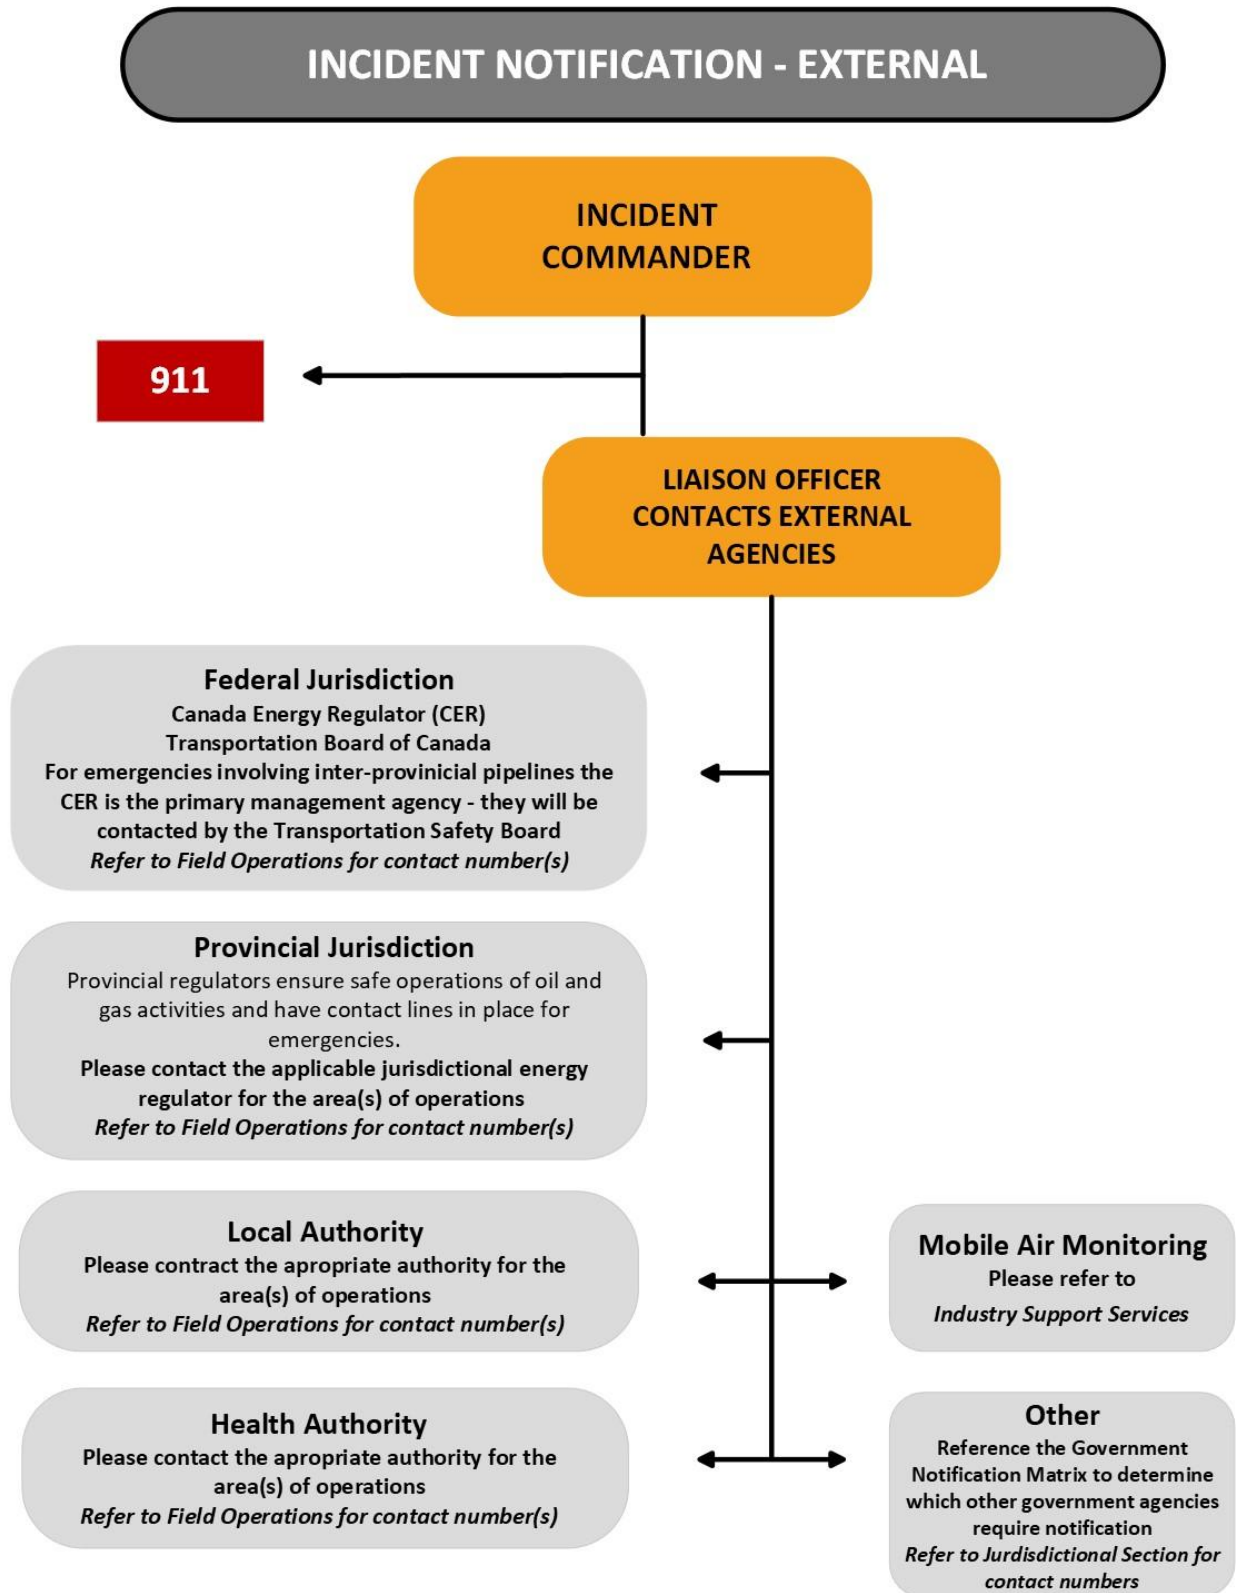 INCIDENT NOTIFICATION - EXTERNAL
INCIDENT
COMMANDER
911
LIAISON OFFICER
CONTACTS EXTERNAL
AGENCIES
Federal Jurisdiction
Canada Energy Regulator (CER)
Transportation Board of Canada
For emergencies involving inter-provinicial pipelines the
CER is the primary management agency - they will be
contacted by the Transportation Safety Board
Refer to Field Operations for contact number(s)
Provincial Jurisdiction
Provincial regulators ensure safe operations of oil and
gas activities and have contact lines in place for
emergencies.
Please contact the applicable jurisdictional energy
regulator for the area(s) of operations
Refer to Field Operations for contact number(s)
Local Authority
Please contract the apropriate authority for the
area(s) of operations
Refer to Field Operations for contact number(s)
Mobile Air Monitoring
Please refer to
Industry Support Services
Health Authority
Please contact the apropriate authority for the
area(s) of operations
Refer to Field Operations for contact number(s)
Other
Reference the Government
Notification Matrix to determine
which other government agencies
require notification
Refer to Jurdisdictional Section for
contact numbers